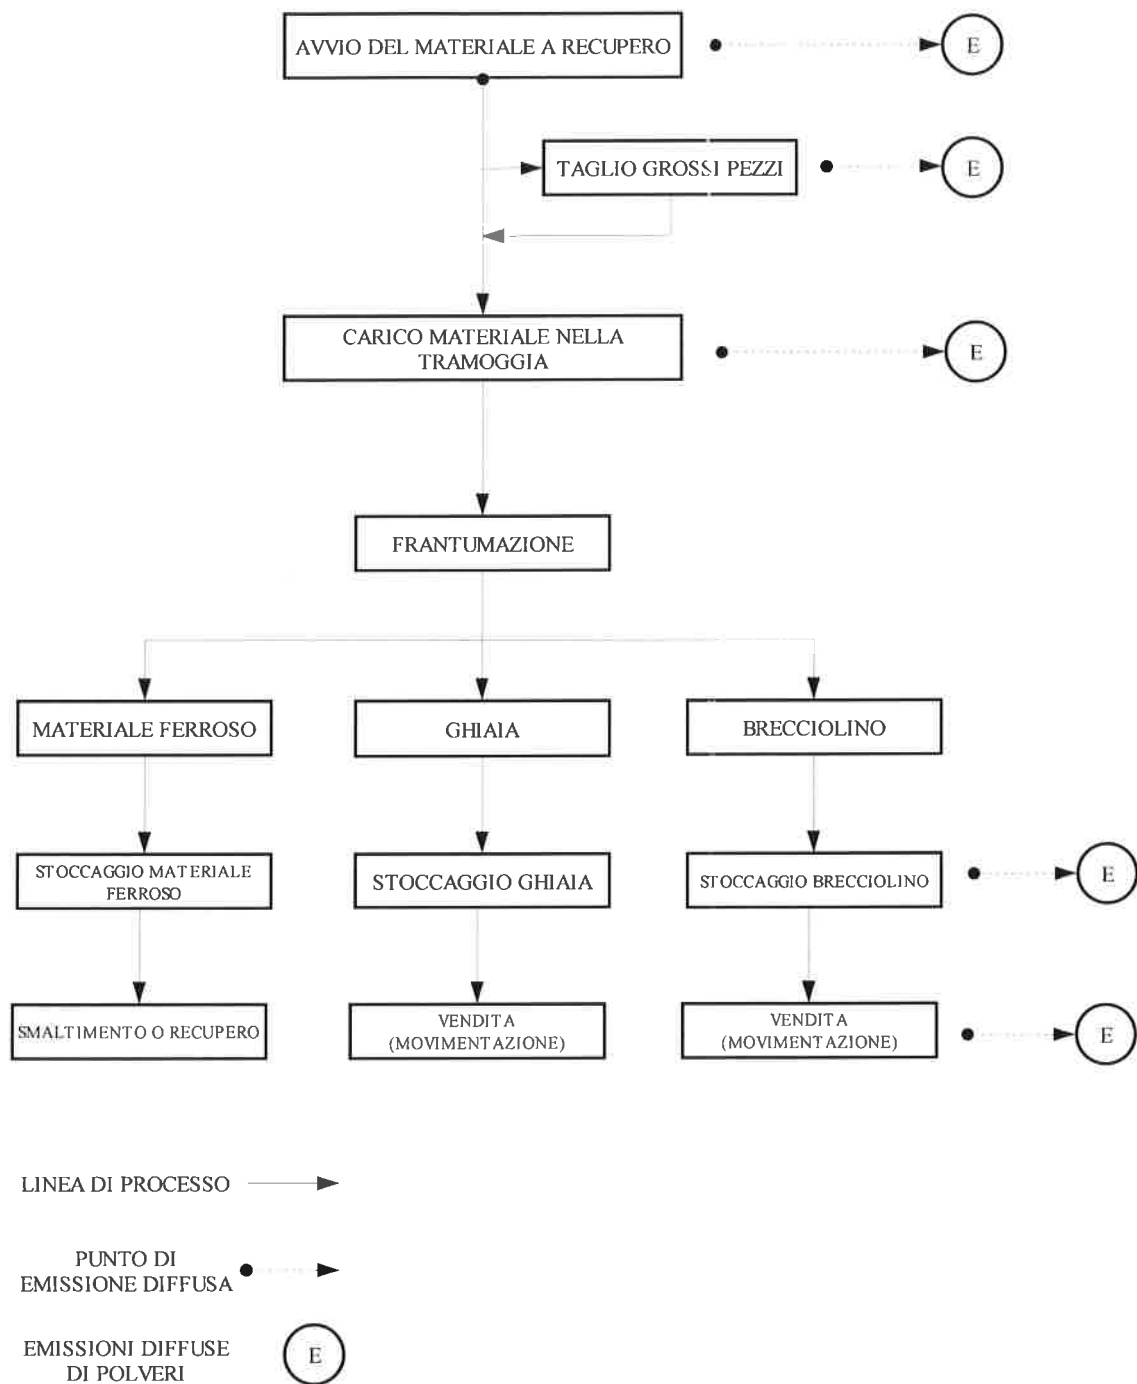 AVVIO DEL MATERIALE A RECUPERO
E
TAGLIO GROSSI PEZZI
E
CARICO MATERIALE NELLA
TRAMOGGIA
E
FRANTUMAZIONE
MATERIALE FERROSO
GHIAIA
BRECCIOLINO
STOCCAGGIO MATERIALE
FERROSO
STOCCAGGIO GHIAIA
STOCCAGGIO BRECCIOLINO
E
SMALTIMENTO O RECUPERO
VENDITA
(MOVIMENTAZIONE)
VENDITA
(MOVIMENTAZIONE)
E
LINEA DI PROCESSO
PUNTO DI
EMISSIONE DIFFUSA
EMISSIONI DIFFUSE
DI POLVERI
E